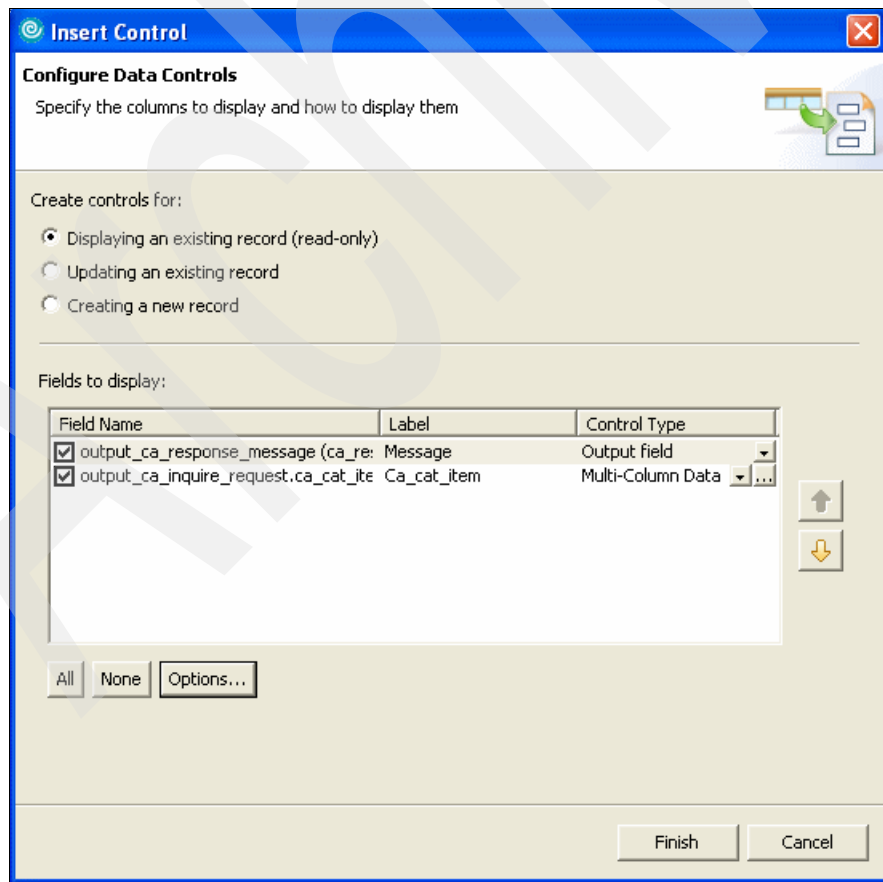 Insert Control
Configure Data Controls
Specify the columns to display and how to display them
Create controls for:
Displaying an existing record (read-only)
Updating an existing record
Creating a new record
Fields to display:
Field Name Label Control Type
output_ca_response_message (ca_re: Message Output field
output_ca_inquire_request.ca_cat_ite Ca_cat_item Multi-Column Data ...
All None Options...
Finish Cancel